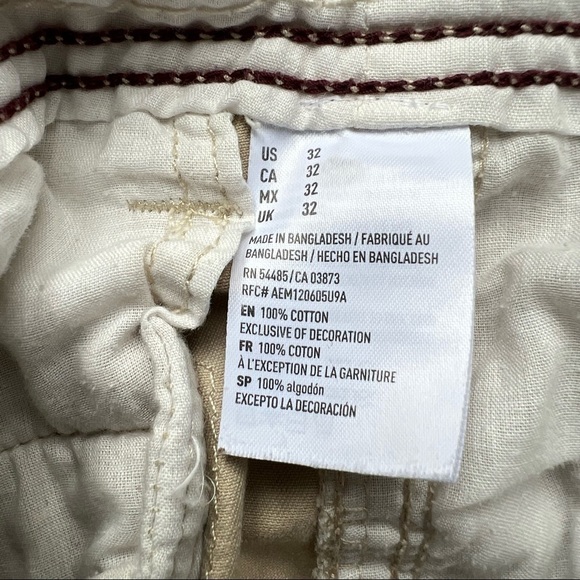 US 32
CA 32
MX 32
UK 32
MADE IN BANGLADESH / FABRIQUÉ AU
BANGLADESH / HECHO EN BANGLADESH
RN 54485/CA 03873
RFC# AEM120605U9A
EN 100% COTTON
EXCLUSIVE OF DECORATION
FR 100% COTON
À L'EXCEPTION DE LA GARNITURE
SP 100% algodón
EXCEPTO LA DECORACIÓN